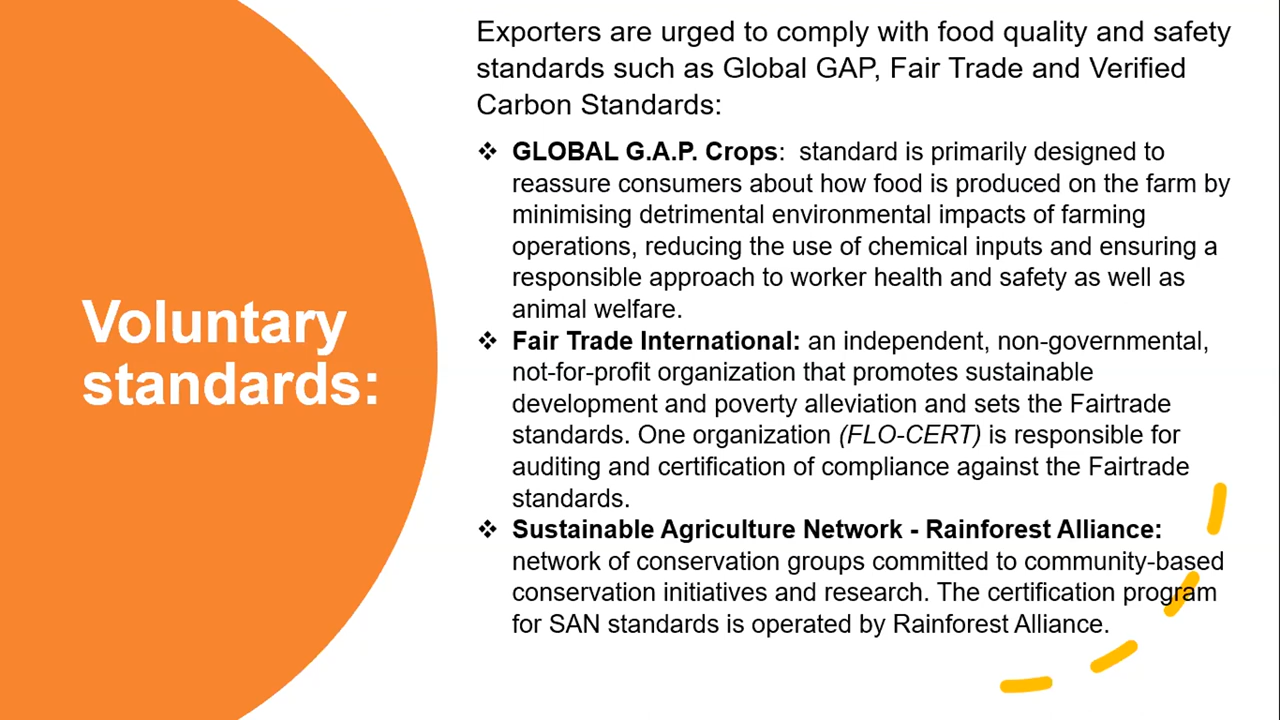 Voluntary
standards:
Exporters are urged to comply with food quality and safety
standards such as Global GAP, Fair Trade and Verified
Carbon Standards:
❖ GLOBAL G.A.P. Crops:  standard is primarily designed to
reassure consumers about how food is produced on the farm by
minimising detrimental environmental impacts of farming
operations, reducing the use of chemical inputs and ensuring a
responsible approach to worker health and safety as well as
animal welfare.
❖ Fair Trade International: an independent, non-governmental,
not-for-profit organization that promotes sustainable
development and poverty alleviation and sets the Fairtrade
standards. One organization (FLO-CERT) is responsible for
auditing and certification of compliance against the Fairtrade
standards.
❖ Sustainable Agriculture Network - Rainforest Alliance:
network of conservation groups committed to community-based
conservation initiatives and research. The certification program
for SAN standards is operated by Rainforest Alliance.